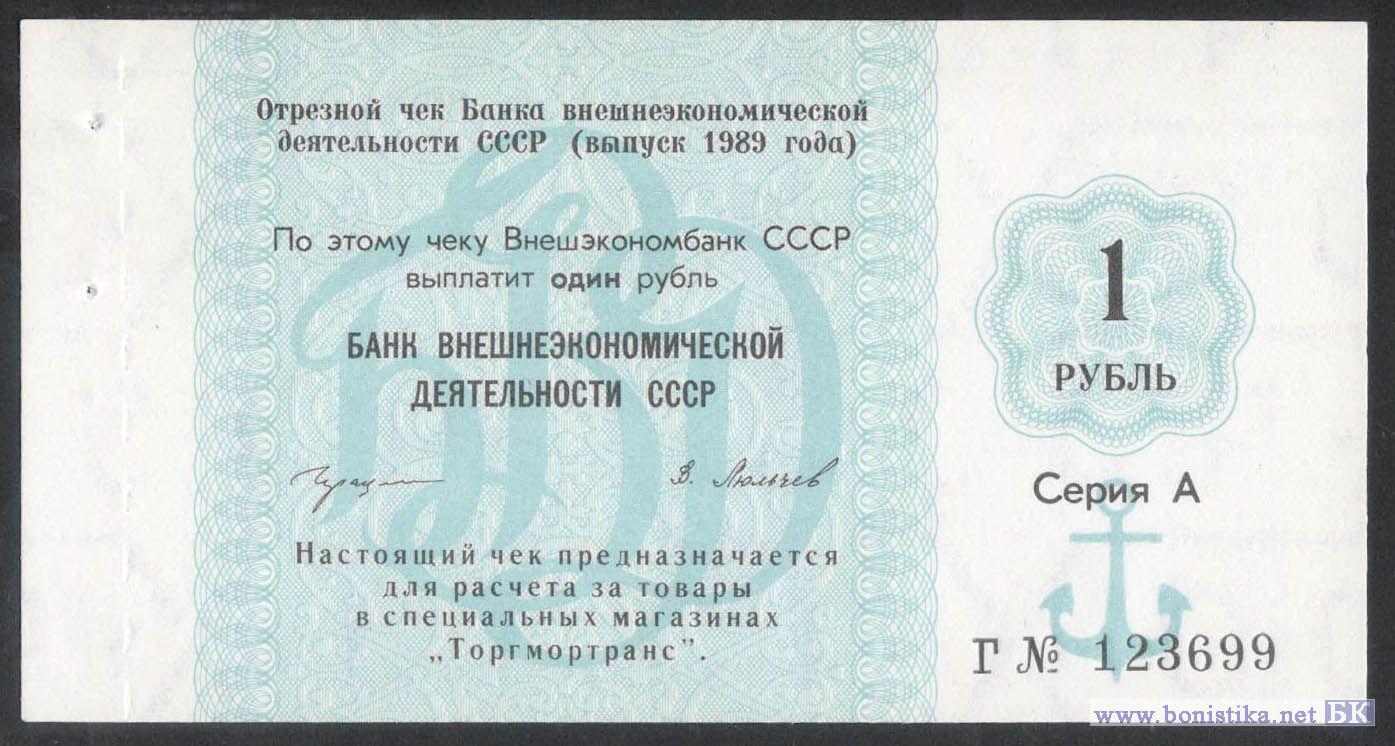 Отрезной чек Банка внешнеэкономической
деятельности СССР (выпуск 1989 года)
По этому чеку Внешэкономбанк СССР
выплатит один рубль
БАНК ВНЕШНЕЭКОНОМИЧЕСКОЙ
ДЕЯТЕЛЬНОСТИ СССР
В. Люльчев
Настоящий чек предназначается
для расчета за товары
в специальных магазинах
„Торгмортранс".
1
РУБЛЬ
Серия А
Г № 123699
www.bonistika.net БК